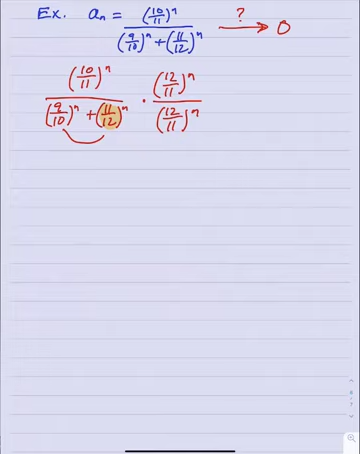 Ex. aₙ = (10/11)ⁿ / ((9/10)ⁿ + (11/12)ⁿ) ?⟶ 0
(10/11)ⁿ / ((9/10)ⁿ + (11/12)ⁿ) · (12/11)ⁿ / (12/11)ⁿ